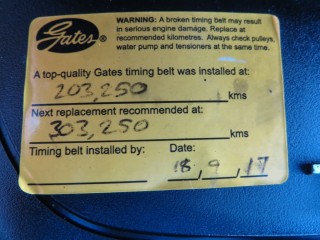 Gates®
WARNING: A broken timing belt may result
in serious engine damage. Replace at
recommended kilometres. Always check pulleys,
water pump and tensioners at the same time.
A top-quality Gates timing belt was installed at:
203,250 kms
Next replacement recommended at:
303,250 kms
Timing belt installed by: Date:
18 / 9 / 17